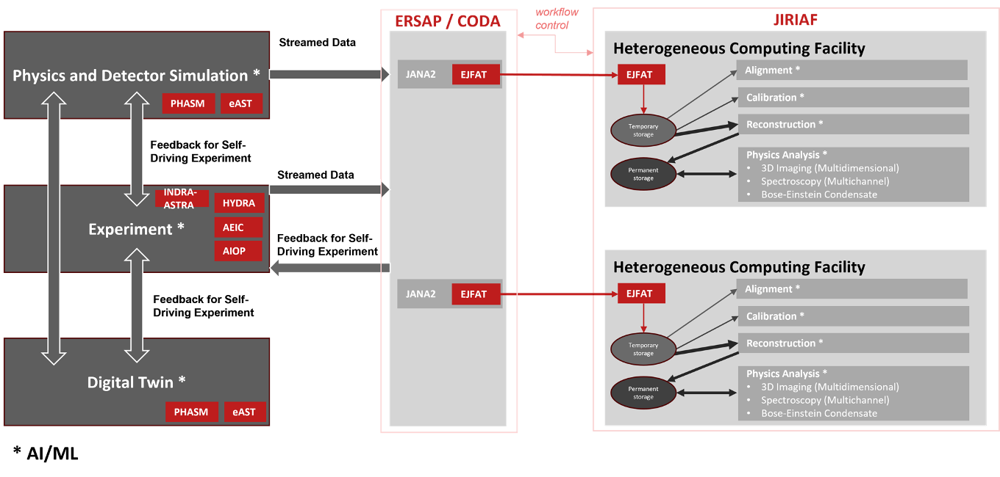 ERSAP / CODA
workflow
control
JIRIAF
Streamed Data
Physics and Detector Simulation *
PHASM
eAST
Feedback for Self-
Driving Experiment
Streamed Data
INDRA-
ASTRA
HYDRA
Experiment *
AEIC
AIOP
Feedback for Self-
Driving Experiment
Feedback for Self-
Driving Experiment
Digital Twin *
PHASM
eAST
* AI/ML
JANA2
EJFAT
JANA2
EJFAT
Heterogeneous Computing Facility
EJFAT
Alignment *
Calibration *
Temporary
storage
Reconstruction *
Permanent
storage
Physics Analysis *
• 3D Imaging (Multidimensional)
• Spectroscopy (Multichannel)
• Bose-Einstein Condensate
Heterogeneous Computing Facility
EJFAT
Alignment *
Calibration *
Temporary
storage
Reconstruction *
Permanent
storage
Physics Analysis *
• 3D Imaging (Multidimensional)
• Spectroscopy (Multichannel)
• Bose-Einstein Condensate